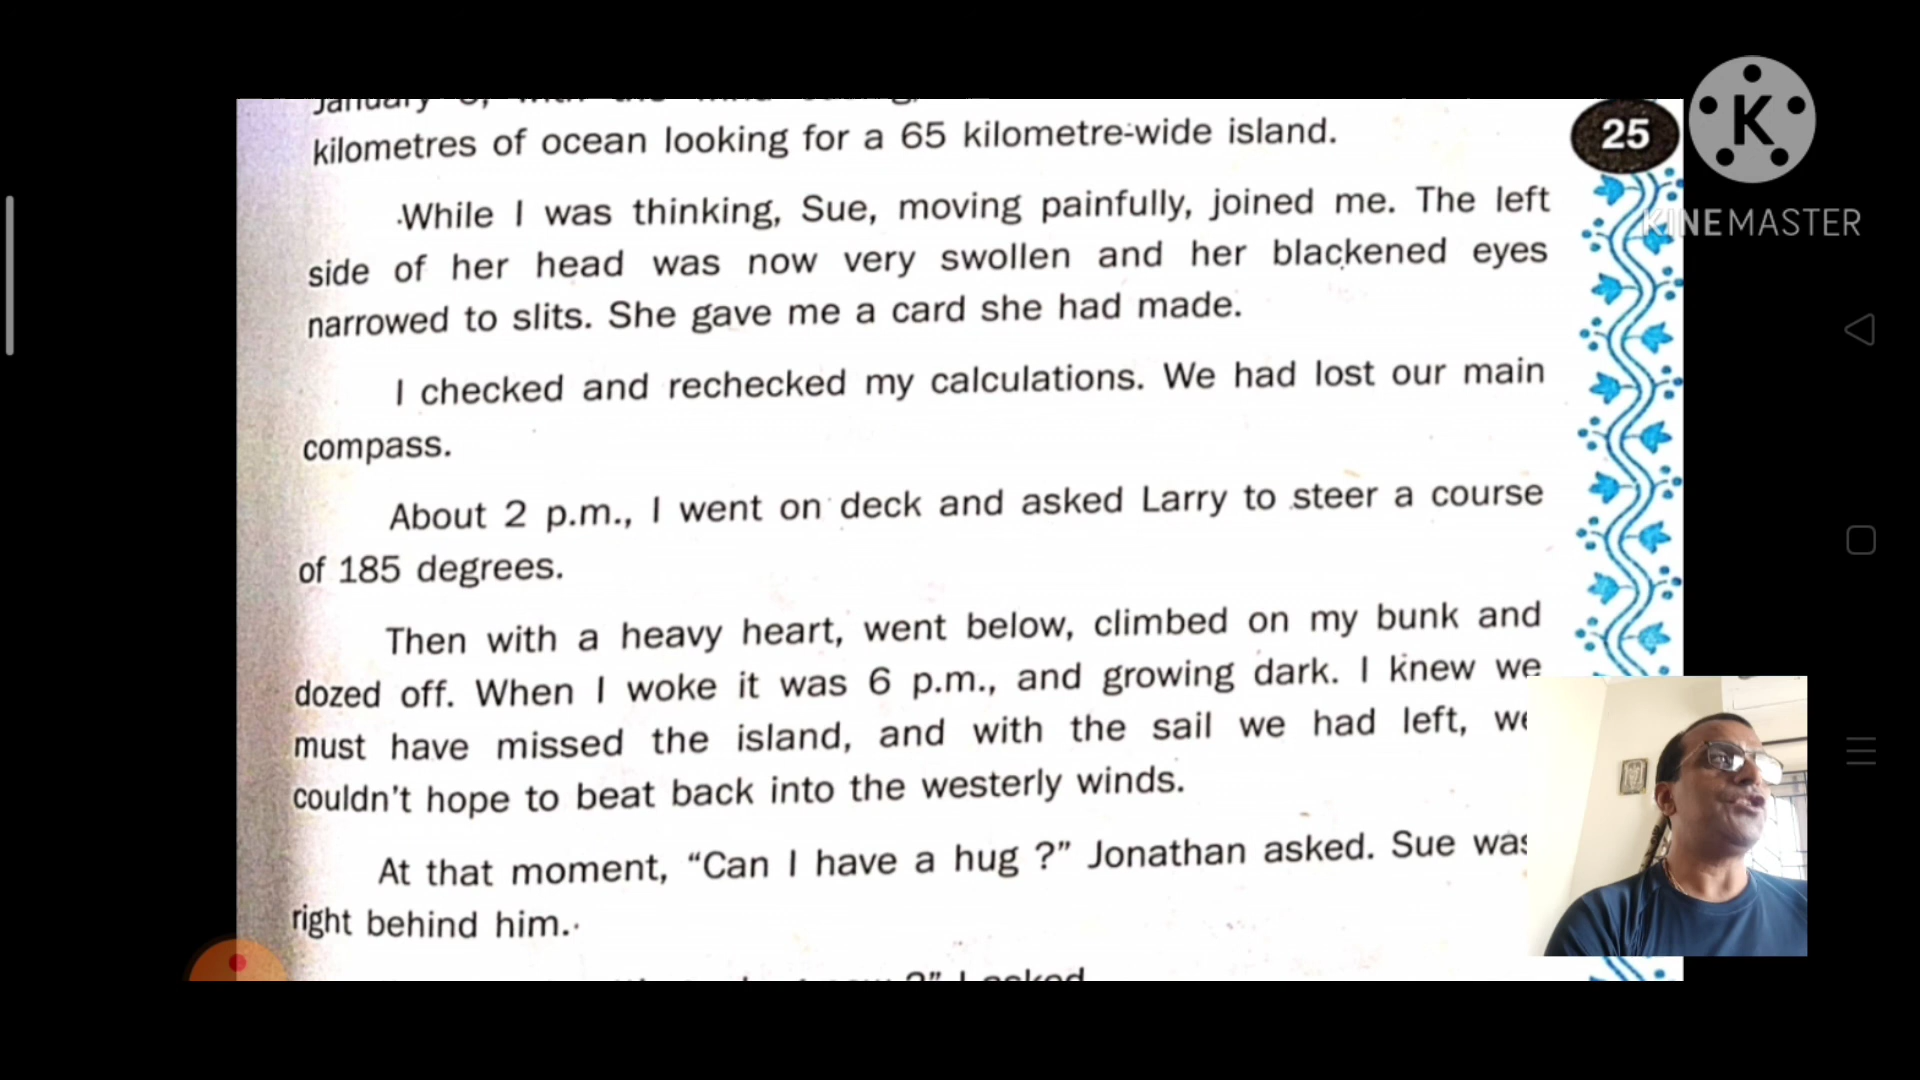 kilometres of ocean looking for a 65 kilometre-wide island.
25
K
KINEMASTER
While I was thinking, Sue, moving painfully, joined me. The left
side of her head was now very swollen and her blackened eyes
narrowed to slits. She gave me a card she had made.
I checked and rechecked my calculations. We had lost our main
compass.
About 2 p.m., I went on deck and asked Larry to steer a course
of 185 degrees.
Then with a heavy heart, went below, climbed on my bunk and
dozed off. When I woke it was 6 p.m., and growing dark. I knew we
must have missed the island, and with the sail we had left, we
couldn't hope to beat back into the westerly winds.
At that moment, “Can I have a hug ?” Jonathan asked. Sue was
right behind him.
?” I asked